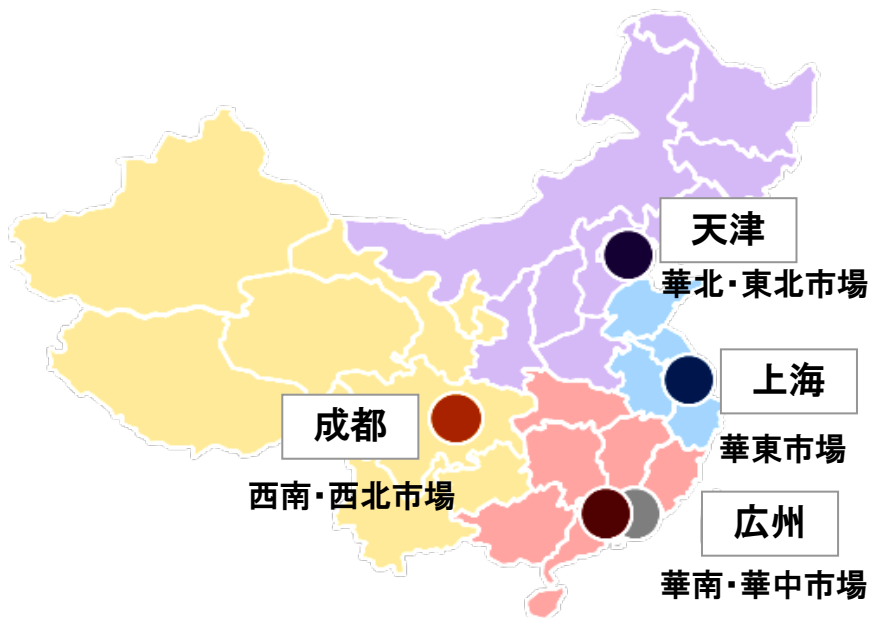 天津
華北・東北市場
上海
華東市場
成都
西南・西北市場
広州
華南・華中市場